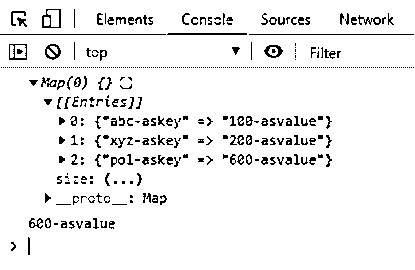 Elements Console Sources Network
top Filter
Map(0) {}
[[Entries]]
0: {"abc-askey" => "100-asvalue"}
1: {"xyz-askey" => "200-asvalue"}
2: {"pol-askey" => "600-asvalue"}
size: (...)
__proto__: Map
600-asvalue